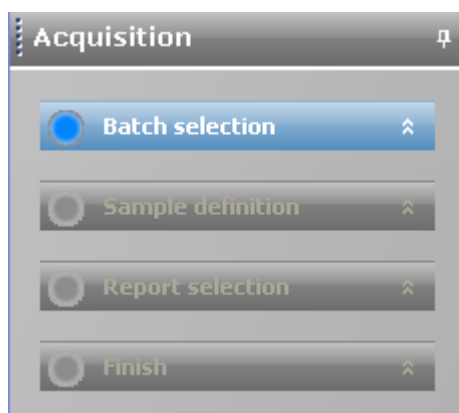 Acquisition
Batch selection
Sample definition
Report selection
Finish